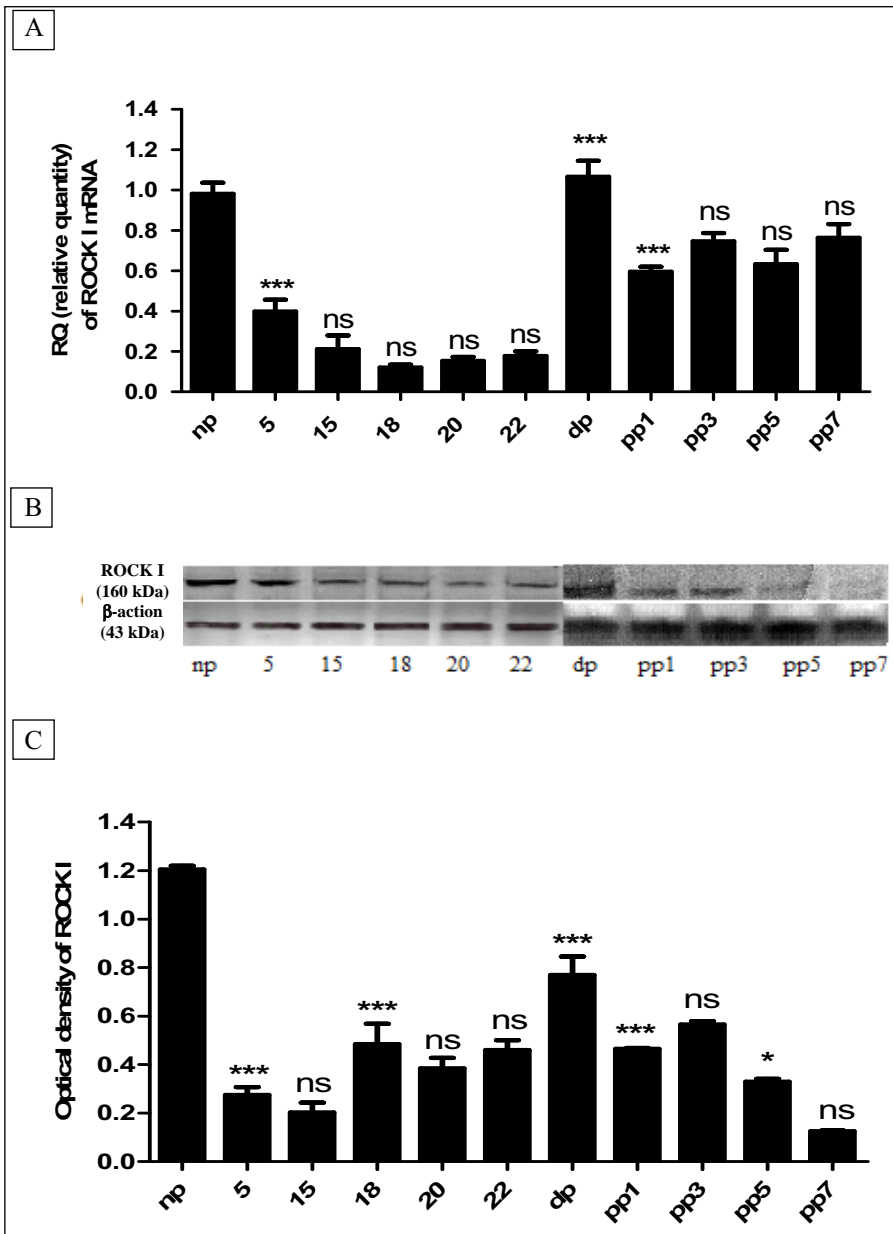 A
RQ (relative quantity)
of ROCK I mRNA
1.4
1.2
1.0
0.8
0.6
0.4
0.2
0.0
***
ns
ns
ns
ns
***
***
ns
ns
ns
np
5
15
18
20
22
dp
pp1
pp3
pp5
pp7
B
ROCK I
(160 kDa)
β-action
(43 kDa)
np 5 15 18 20 22 dp pp1 pp3 pp5 pp7
C
Optical density of ROCK I
1.4
1.2
1.0
0.8
0.6
0.4
0.2
0.0
***
ns
***
ns
ns
***
***
ns
*
ns
np
5
15
18
20
22
dp
pp1
pp3
pp5
pp7